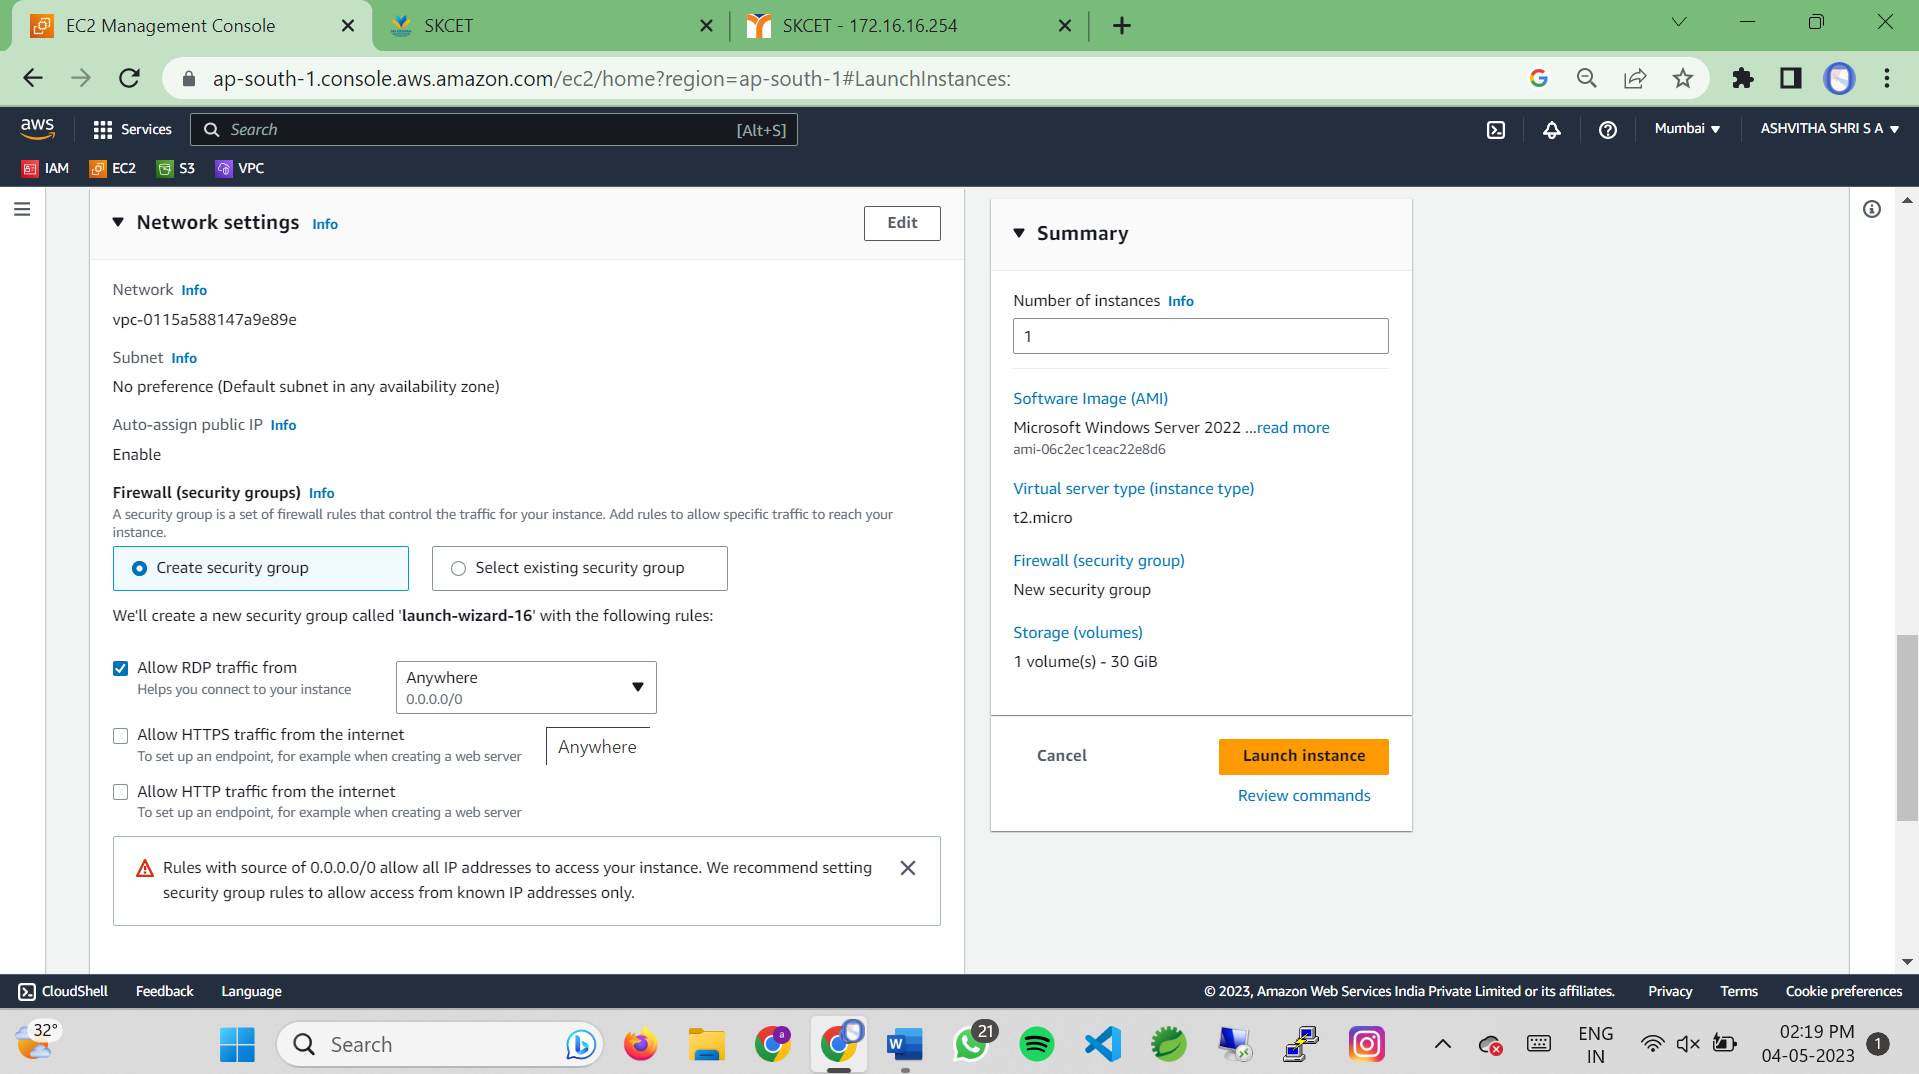 EC2 Management Console
SKCET
SKCET - 172.16.16.254
ap-south-1.console.aws.amazon.com/ec2/home?region=ap-south-1#LaunchInstances:
aws
Services
Search
[Alt+S]
Mumbai
ASHVITHA SHRI S A
IAM
EC2
S3
VPC
Network settings Info
Edit
Network Info
vpc-0115a588147a9e89e
Subnet Info
No preference (Default subnet in any availability zone)
Auto-assign public IP Info
Enable
Firewall (security groups) Info
A security group is a set of firewall rules that control the traffic for your instance. Add rules to allow specific traffic to reach your
instance.
Create security group
Select existing security group
We'll create a new security group called 'launch-wizard-16' with the following rules:
Allow RDP traffic from
Helps you connect to your instance
Anywhere
0.0.0.0/0
Allow HTTPS traffic from the internet
To set up an endpoint, for example when creating a web server
Anywhere
Allow HTTP traffic from the internet
To set up an endpoint, for example when creating a web server
Rules with source of 0.0.0.0/0 allow all IP addresses to access your instance. We recommend setting
security group rules to allow access from known IP addresses only.
Summary
Number of instances Info
1
Software Image (AMI)
Microsoft Windows Server 2022 ...read more
ami-06c2ec1ceac22e8d6
Virtual server type (instance type)
t2.micro
Firewall (security group)
New security group
Storage (volumes)
1 volume(s) - 30 GiB
Cancel
Launch instance
Review commands
CloudShell
Feedback
Language
© 2023, Amazon Web Services India Private Limited or its affiliates.
Privacy
Terms
Cookie preferences
32°
Search
a
W
21
ENG
IN
02:19 PM
04-05-2023
1